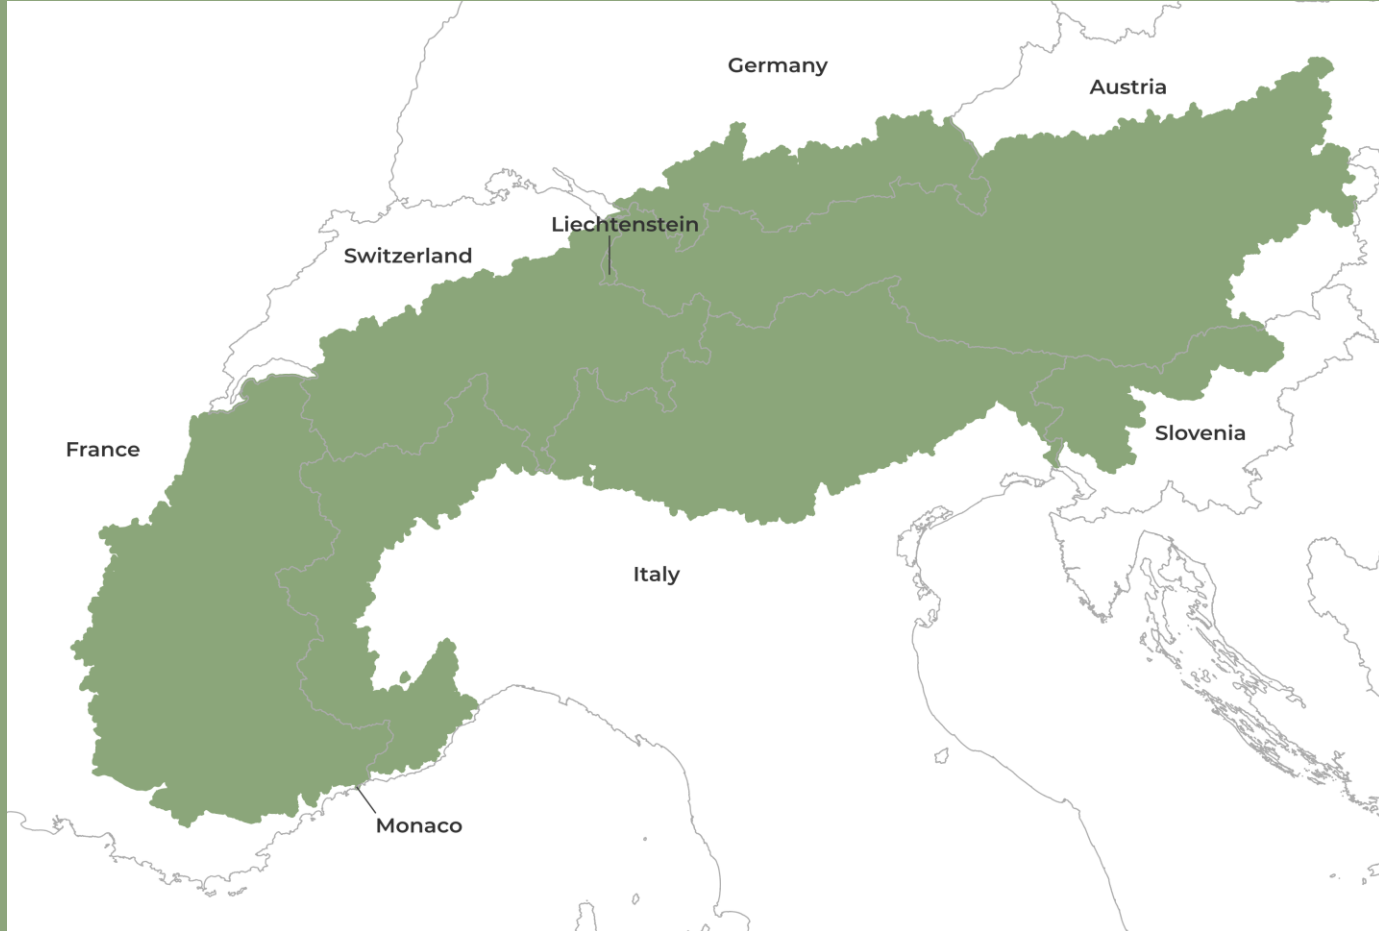 Germany
Austria
Liechtenstein
Switzerland
France
Slovenia
Italy
Monaco